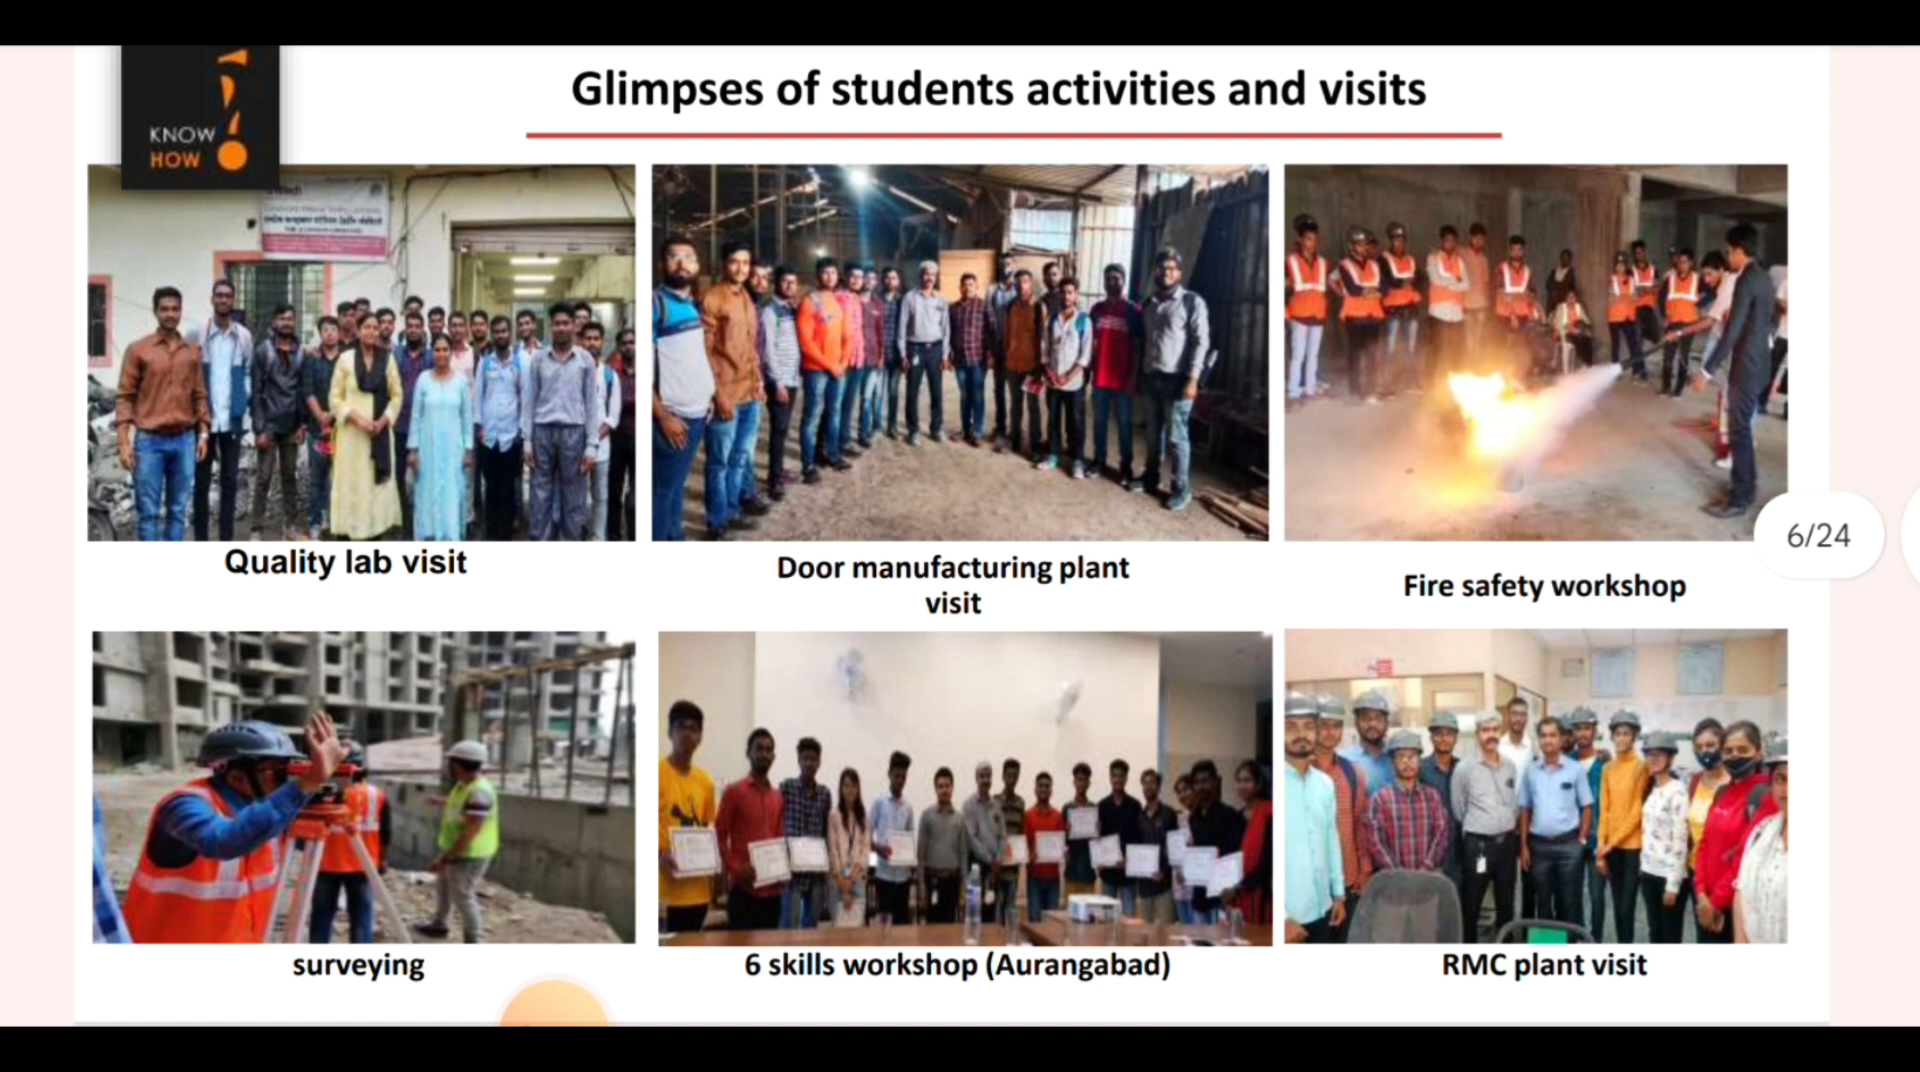 KNOW
HOW
Glimpses of students activities and visits
Quality lab visit
Door manufacturing plant
visit
Fire safety workshop
6/24
surveying
6 skills workshop (Aurangabad)
RMC plant visit